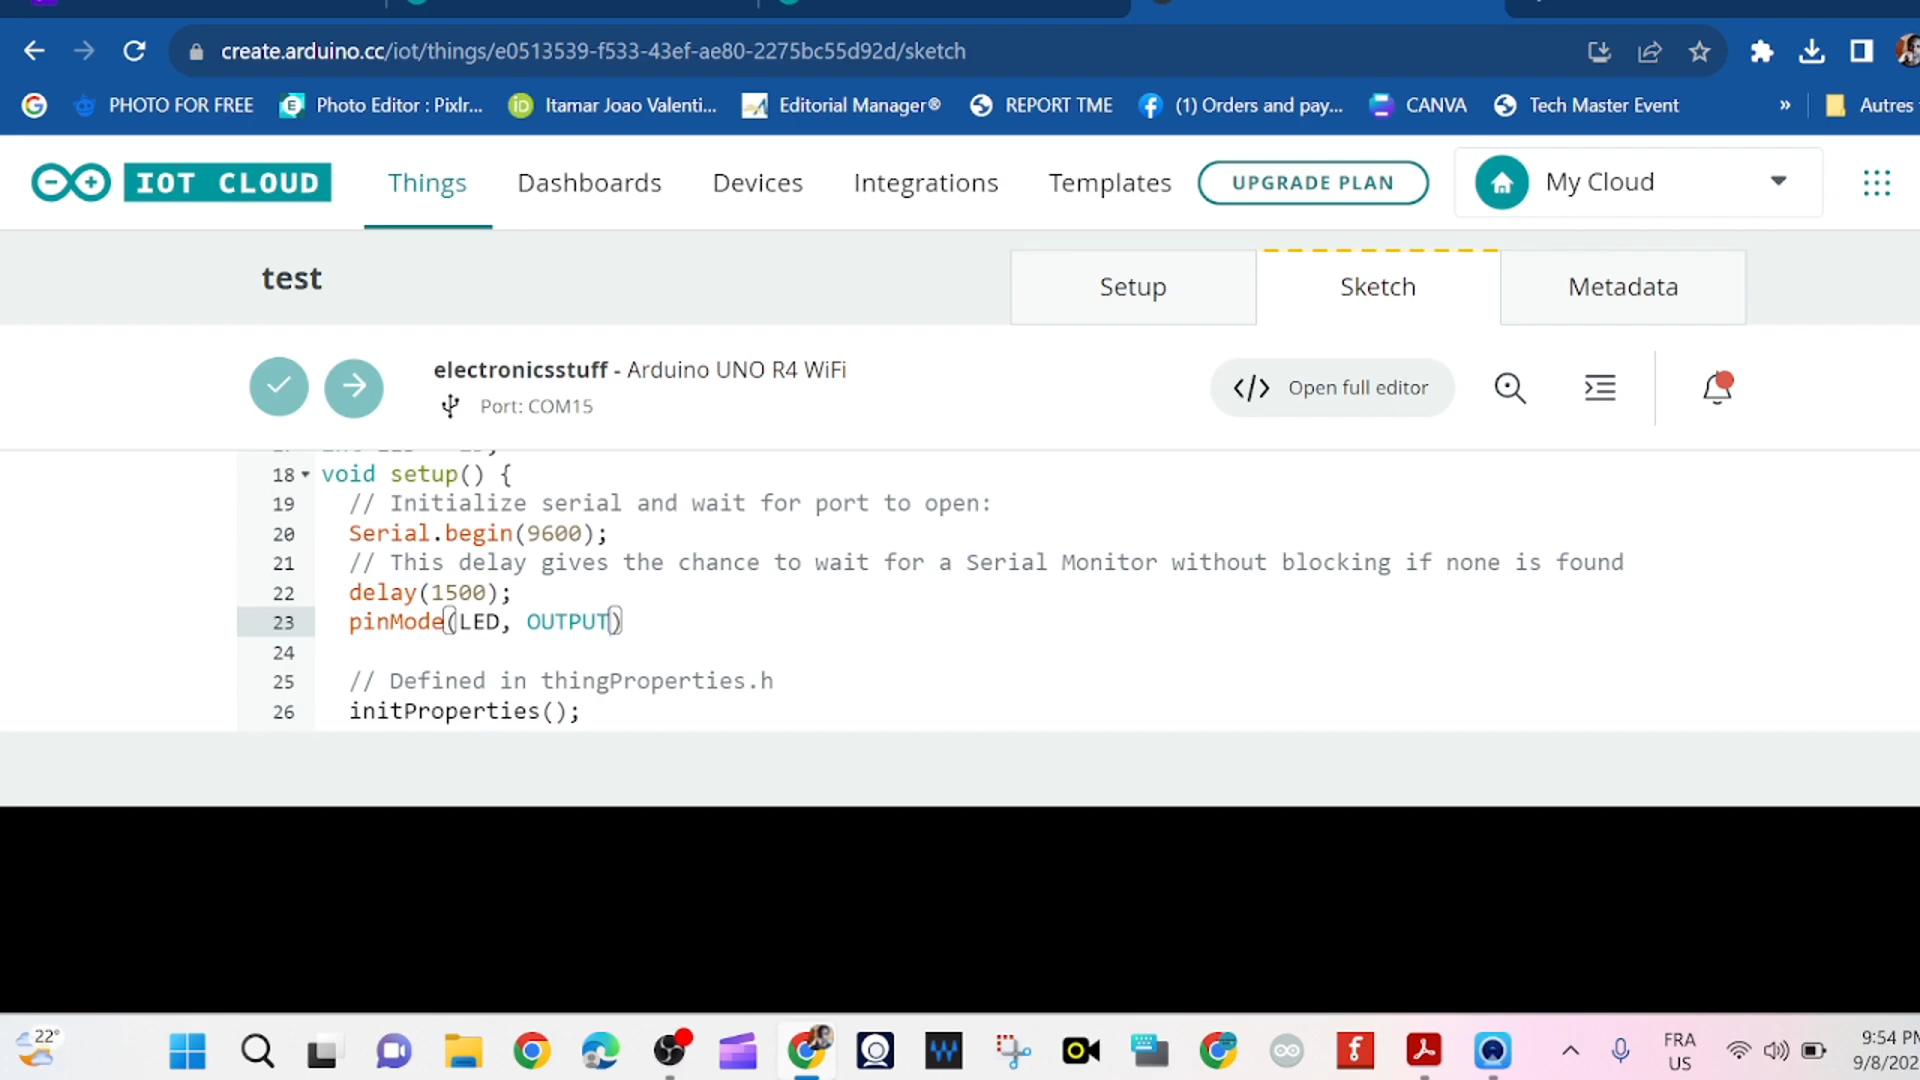 create.arduino.cc/iot/things/e0513539-f533-43ef-ae80-2275bc55d92d/sketch
PHOTO FOR FREE
Photo Editor : Pixlr...
iD Itamar Joao Valenti...
Editorial Manager®
REPORT TME
(1) Orders and pay...
CANVA
Tech Master Event
»
Autres
IOT CLOUD
Things
Dashboards
Devices
Integrations
Templates
UPGRADE PLAN
My Cloud
test
Setup
Sketch
Metadata
electronicsstuff - Arduino UNO R4 WiFi
Port: COM15
</> Open full editor
18 void setup() {
19 // Initialize serial and wait for port to open:
20 Serial.begin(9600);
21 // This delay gives the chance to wait for a Serial Monitor without blocking if none is found
22 delay(1500);
23 pinMode(LED, OUTPUT)
24
25 // Defined in thingProperties.h
26 initProperties();
22°
FRA
US
9:54 PM
9/8/202